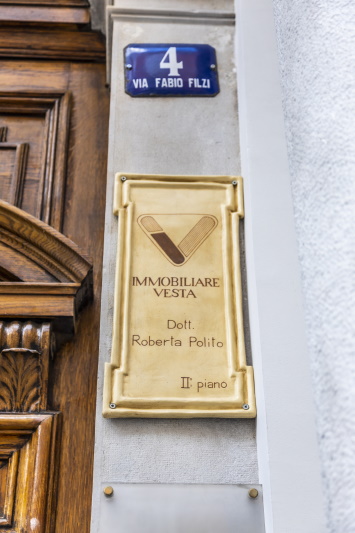 4
VIA FABIO FILZI
IMMOBILIARE
VESTA
Dott.
Roberta Polito
II: piano